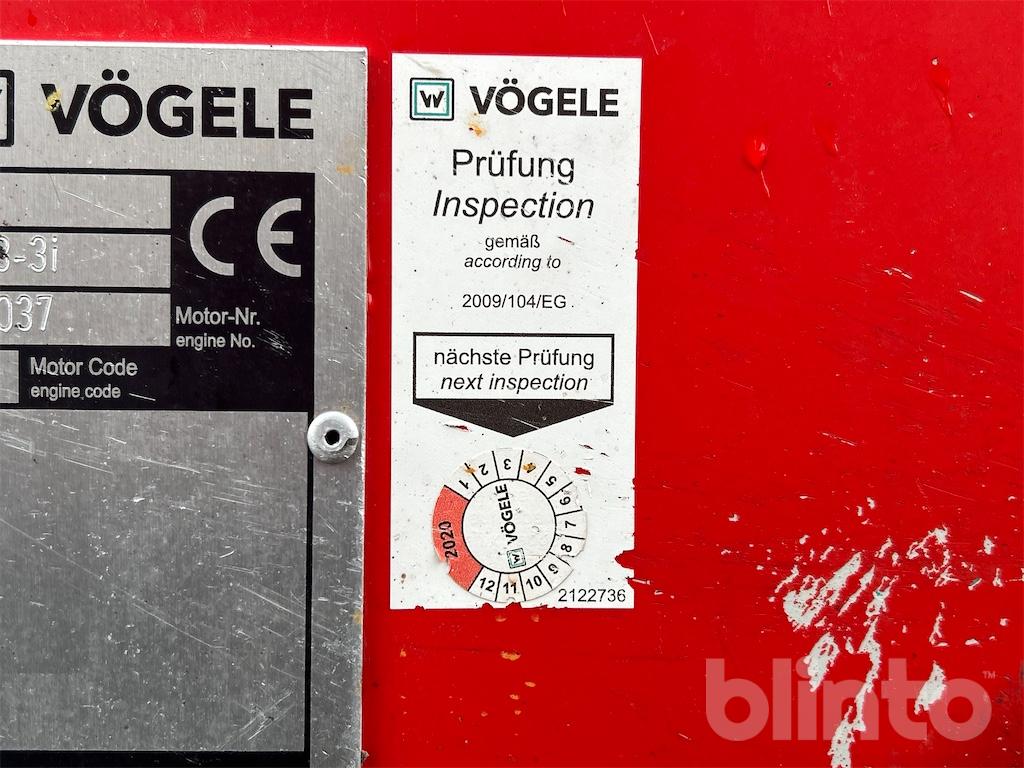 VÖGELE
3-3i
037
Motor-Nr.
engine No.
Motor Code
engine code
CE
W VÖGELE
Prüfung
Inspection
gemäß
according to
2009/104/EG
nächste Prüfung
next inspection
1 2 3 4 5 6 7 8 9 10 11 12
2020
W VÖGELE
2122736
blinto™